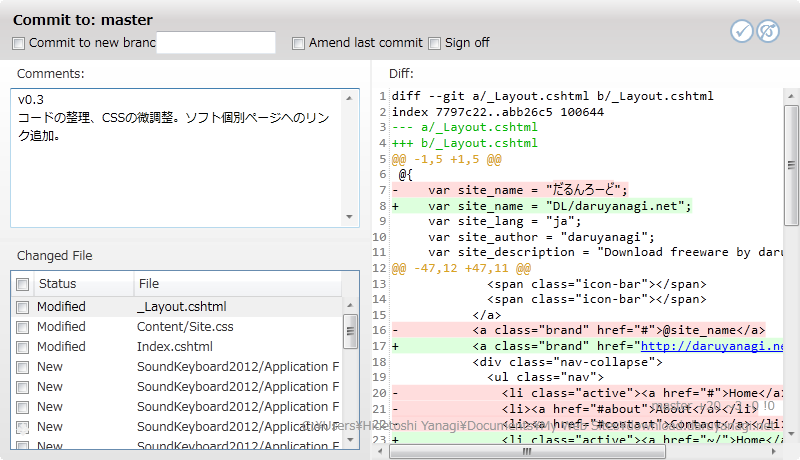 Commit to: master
Commit to new branc
Amend last commit
Sign off
Comments:
v0.3
コードの整理、CSSの微調整。ソフト個別ページへのリン
ク追加。
Changed File
Status File
Modified _Layout.cshtml
Modified Content/Site.css
Modified Index.cshtml
New SoundKeyboard2012/Application F
New SoundKeyboard2012/Application F
New SoundKeyboard2012/Application F
New SoundKeyboard2012/Application F
New SoundKeyboard2012/Application F
Diff:
1 diff --git a/_Layout.cshtml b/_Layout.cshtml
2 index 7797c22..abb26c5 100644
3 --- a/_Layout.cshtml
4 +++ b/_Layout.cshtml
5 @@ -1,5 +1,5 @@
6 @{
7 - var site_name = "だるんろーど";
8 + var site_name = "DL/daruyanagi.net";
9 var site_lang = "ja";
10 var site_author = "daruyanagi";
11 var site_description = "Download freeware by daru
12 @@ -47,12 +47,11 @@
13 <span class="icon-bar"></span>
14 <span class="icon-bar"></span>
15 </a>
16 - <a class="brand" href="#">@site_name</a>
17 + <a class="brand" href="http://daruyanagi.ne
18 <div class="nav-collapse">
19 <ul class="nav">
20 - <li class="active"><a href="#">Home</a>
21 - <li><a href="#about">About</a></li>
22 - <li><a href="#contact">Contact</a></li>
23 + <li class="active"><a href="~/">Home</a